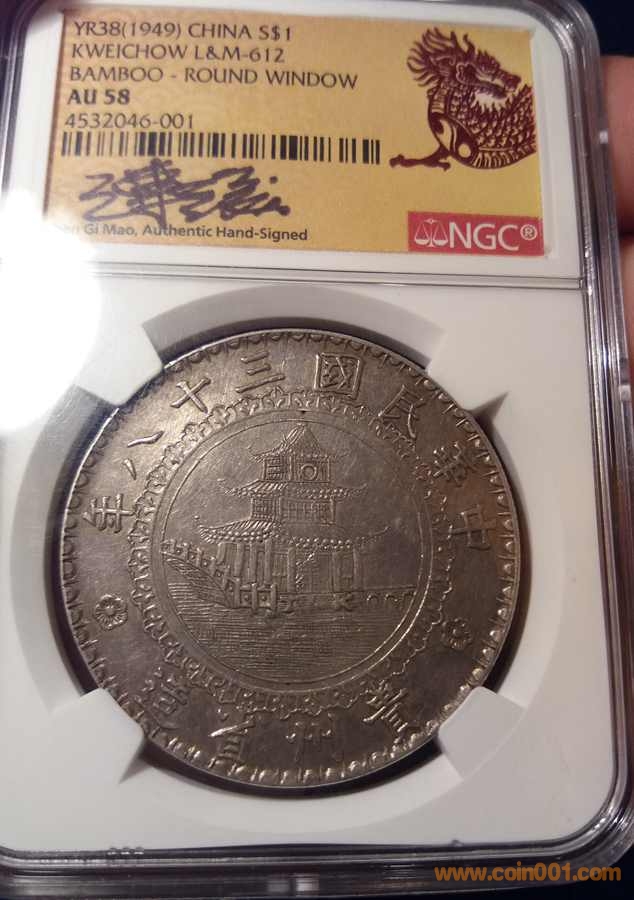 YR38(1949) CHINA S$1
KWEICHOW L&M-612
BAMBOO - ROUND WINDOW
AU 58
4532046-001
Gi Mao, Authentic Hand-Signed
NGC®
中華民國三十八年
貴州省造
www.coin001.com